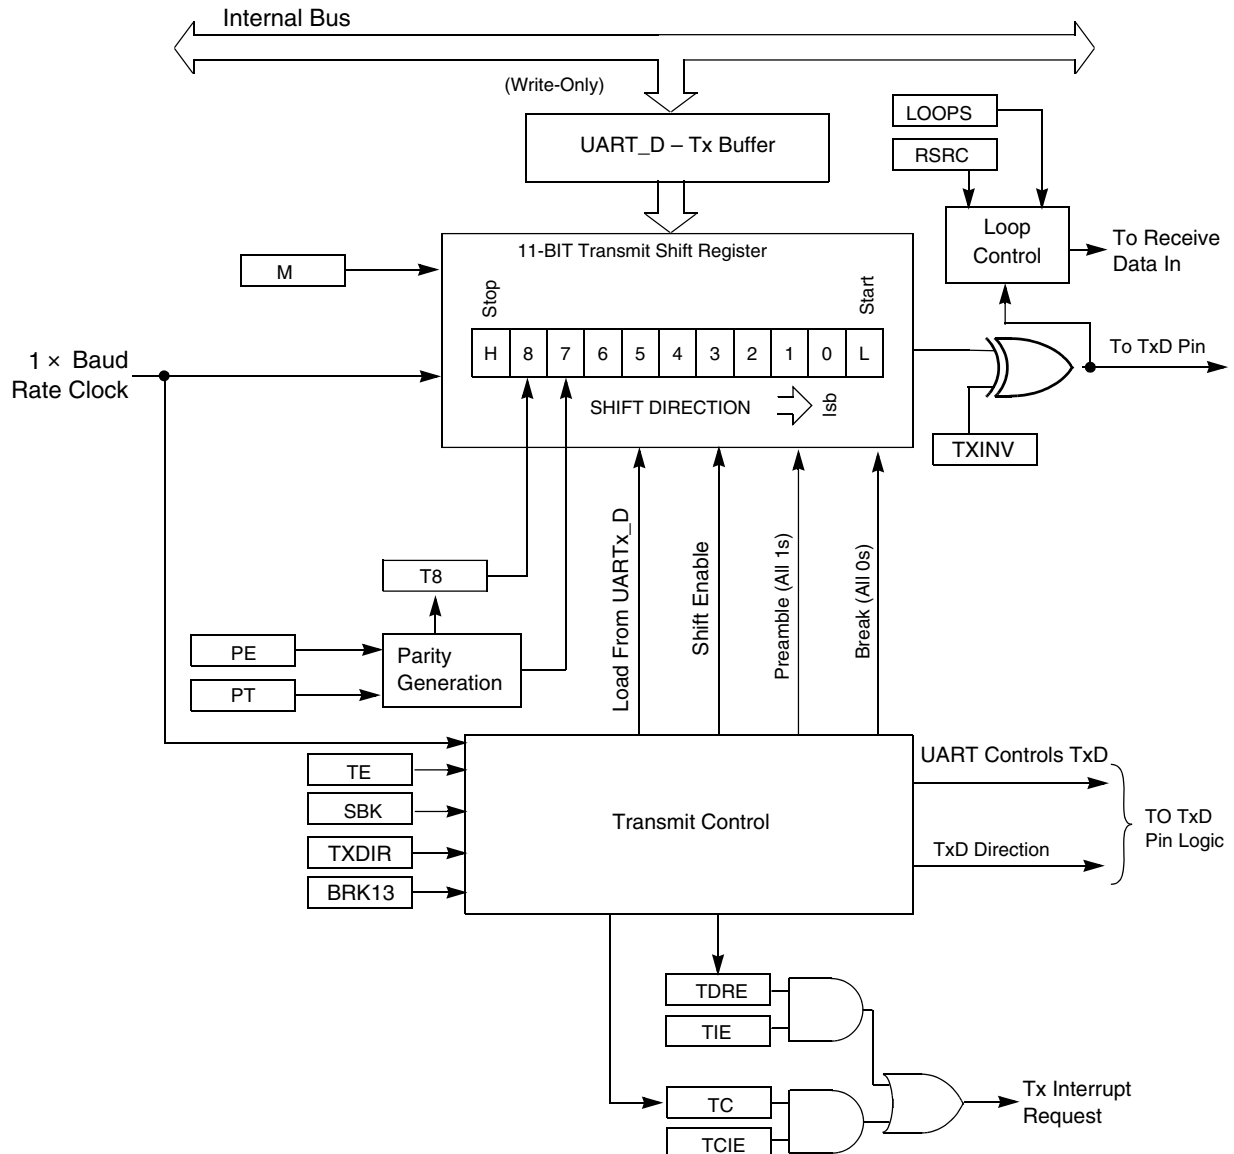 Internal Bus
(Write-Only)
UART_D – Tx Buffer
LOOPS
RSRC
Loop
Control
To Receive
Data In
11-BIT Transmit Shift Register
M
Stop
Start
H 8 7 6 5 4 3 2 1 0 L
1 × Baud
Rate Clock
To TxD Pin
SHIFT DIRECTION
lsb
TXINV
T8
PE
PT
Parity
Generation
Load From UARTx_D
Shift Enable
Preamble (All 1s)
Break (All 0s)
TE
SBK
TXDIR
BRK13
Transmit Control
UART Controls TxD
TxD Direction
TO TxD
Pin Logic
TDRE
TIE
TC
TCIE
Tx Interrupt
Request